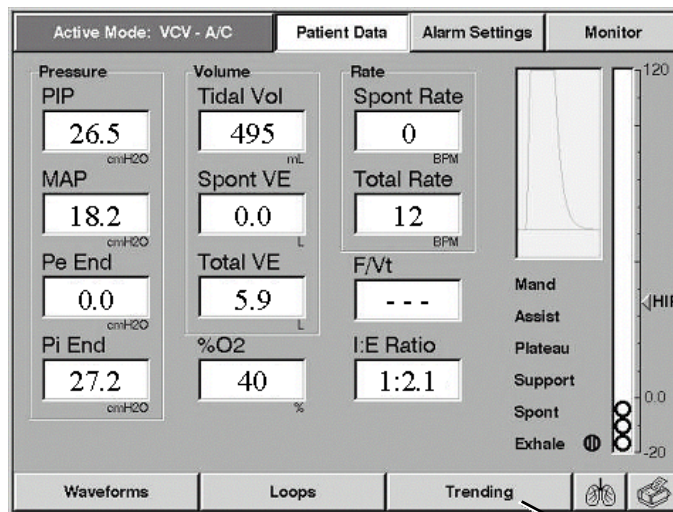 Active Mode: VCV - A/C
Patient Data
Alarm Settings
Monitor
Pressure
PIP
26.5
cmH2O
MAP
18.2
cmH2O
Pe End
0.0
cmH2O
Pi End
27.2
cmH2O
Volume
Tidal Vol
495
mL
Spont VE
0.0
L
Total VE
5.9
L
%O2
40
%
Rate
Spont Rate
0
BPM
Total Rate
12
BPM
F/Vt
- - -
I:E Ratio
1:2.1
Mand
Assist
Plateau
Support
Spont
Exhale
120
HIP
0.0
-20
Waveforms
Loops
Trending